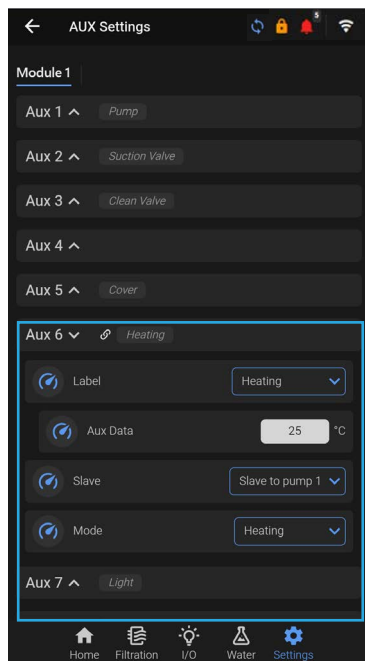 AUX Settings 5
Module 1
Aux 1 Pump
Aux 2 Suction Valve
Aux 3 Clean Valve
Aux 4
Aux 5 Cover
Aux 6 Heating
Label Heating
Aux Data 25 °C
Slave Slave to pump 1
Mode Heating
Aux 7 Light
Home Filtration I/O Water Settings